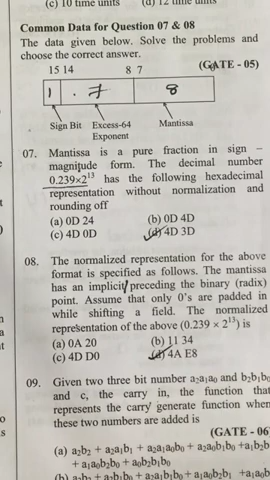 (c) 10 time units (d) 12 time units
Common Data for Question 07 & 08
The data given below. Solve the problems and
choose the correct answer.
(GATE - 05)
15 14 8 7
1 . 7 8
Sign Bit Excess-64 Mantissa
Exponent
07. Mantissa is a pure fraction in sign –
magnitude form. The decimal number
0.239×2¹³ has the following hexadecimal
representation without normalization and
rounding off
(a) 0D 24 (b) 0D 4D
(c) 4D 0D (d) 4D 3D
08. The normalized representation for the above
format is specified as follows. The mantissa
has an implicit preceding the binary (radix)
point. Assume that only 0's are padded in
while shifting a field. The normalized
representation of the above (0.239 × 2¹³) is
(a) 0A 20 (b) 11 34
(c) 4D D0 (d) 4A E8
09. Given two three bit number a₂a₁a₀ and b₂b₁b₀
and c, the carry in, the function that
represents the carry generate function when
these two numbers are added is
(GATE - 06)
(a) a₂b₂ + a₂a₁b₁ + a₂a₁a₀b₀ + a₂a₀b₁b₀ +a₁b₂b
+ a₁a₀b₂b₀ + a₀b₂b₁b₀